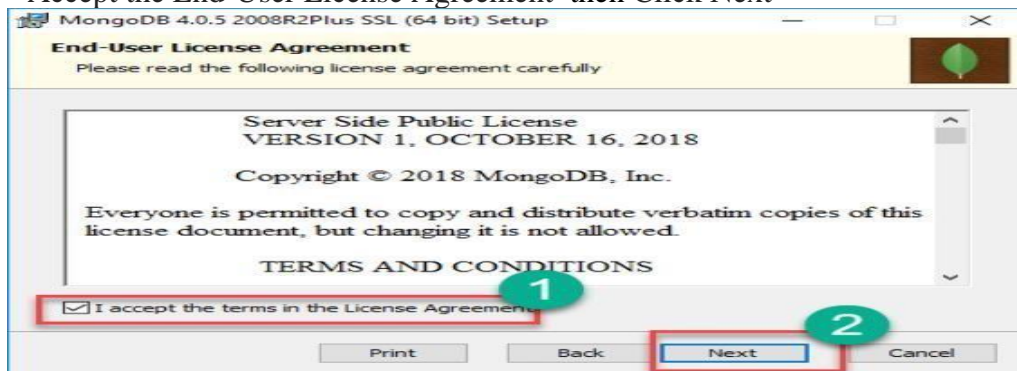 Accept the End-User License Agreement then Click Next
MongoDB 4.0.5 2008R2Plus SSL (64 bit) Setup
End-User License Agreement
Please read the following license agreement carefully
Server Side Public License
VERSION 1, OCTOBER 16, 2018
Copyright © 2018 MongoDB, Inc.
Everyone is permitted to copy and distribute verbatim copies of this
license document, but changing it is not allowed.
TERMS AND CONDITIONS
1
I accept the terms in the License Agreement
2
Print Back Next Cancel